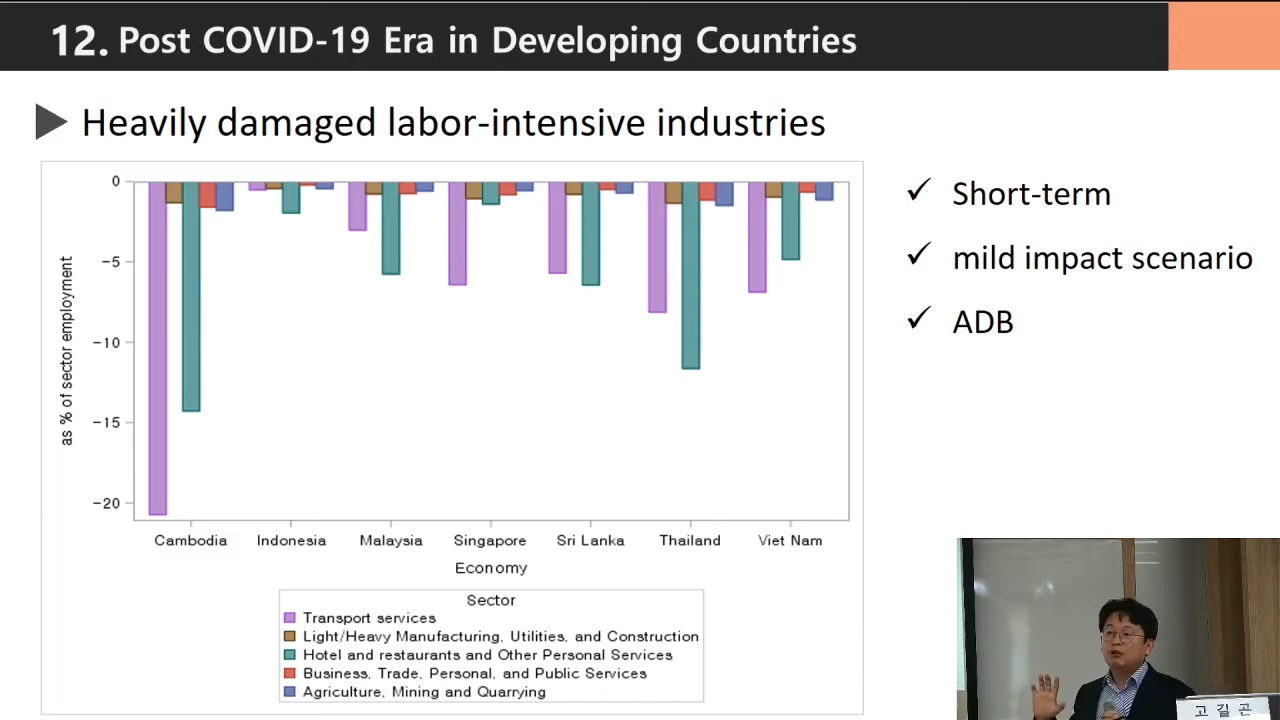 12. Post COVID-19 Era in Developing Countries
Heavily damaged labor-intensive industries
Short-term
mild impact scenario
ADB
as % of sector employment
0
−5
−10
−15
−20
Cambodia Indonesia Malaysia Singapore Sri Lanka Thailand Viet Nam
Economy
Sector
Transport services
Light/Heavy Manufacturing, Utilities, and Construction
Hotel and restaurants and Other Personal Services
Business, Trade, Personal, and Public Services
Agriculture, Mining and Quarrying
고 길 곤